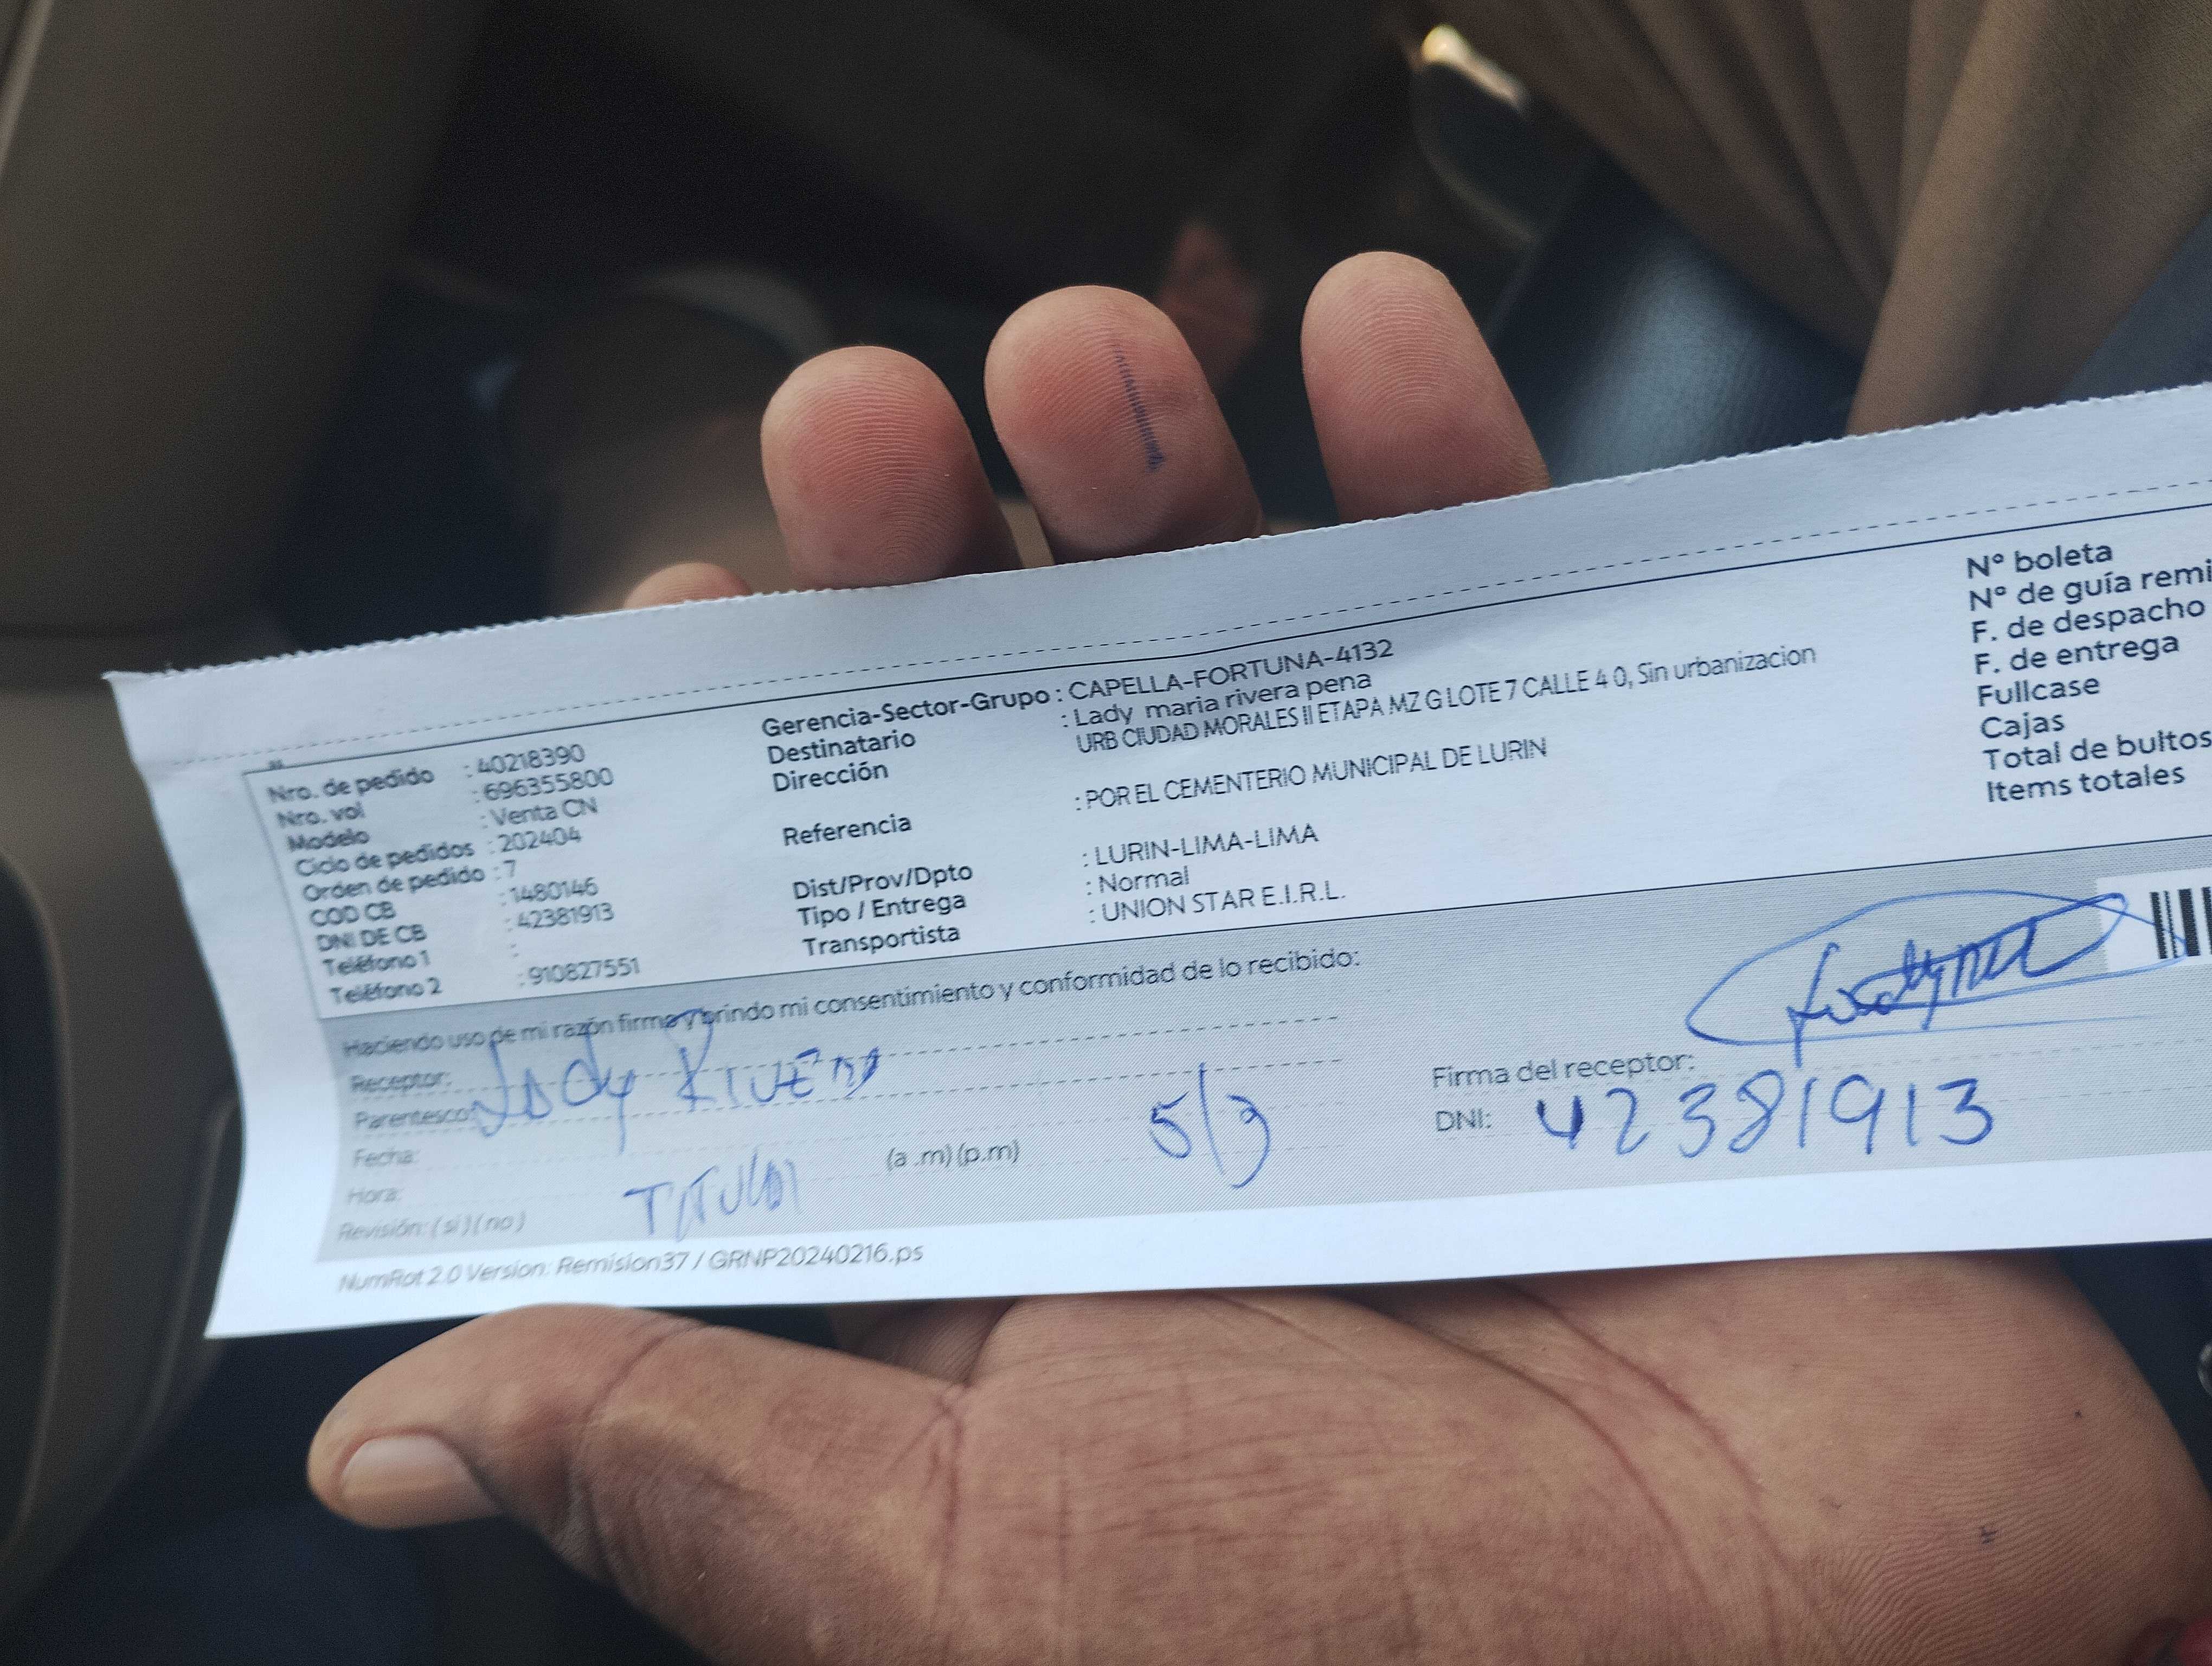 Nro. de pedido : 40218390
Nro. vol : 696355800
Modelo : Venta CN
Ciclo de pedidos : 202404
Orden de pedido : 7
COD CB : 1480146
DNI DE CB : 42381913
Teléfono 1 :
Teléfono 2 : 910827551
Gerencia-Sector-Grupo : CAPELLA-FORTUNA-4132
Destinatario : Lady maria rivera pena
Dirección URB CIUDAD MORALES II ETAPA MZ G LOTE 7 CALLE 4 0, Sin urbanizacion
Referencia : POR EL CEMENTERIO MUNICIPAL DE LURIN
Dist/Prov/Dpto : LURIN-LIMA-LIMA
Tipo / Entrega : Normal
Transportista : UNION STAR E.I.R.L.
Nº boleta
Nº de guía remi
F. de despacho
F. de entrega
Fullcase
Cajas
Total de bultos
Items totales
Haciendo uso de mi razón firmo y brindo mi consentimiento y conformidad de lo recibido:
Receptor: Lady Rivera
Parentesco:
Fecha: 5/3
Hora: (a .m) (p.m)
Titular
Revisión: ( si ) ( no )
Firma del receptor:
DNI: 42381913
NumRot 2.0 Version: Remision37 / GRNP20240216.ps